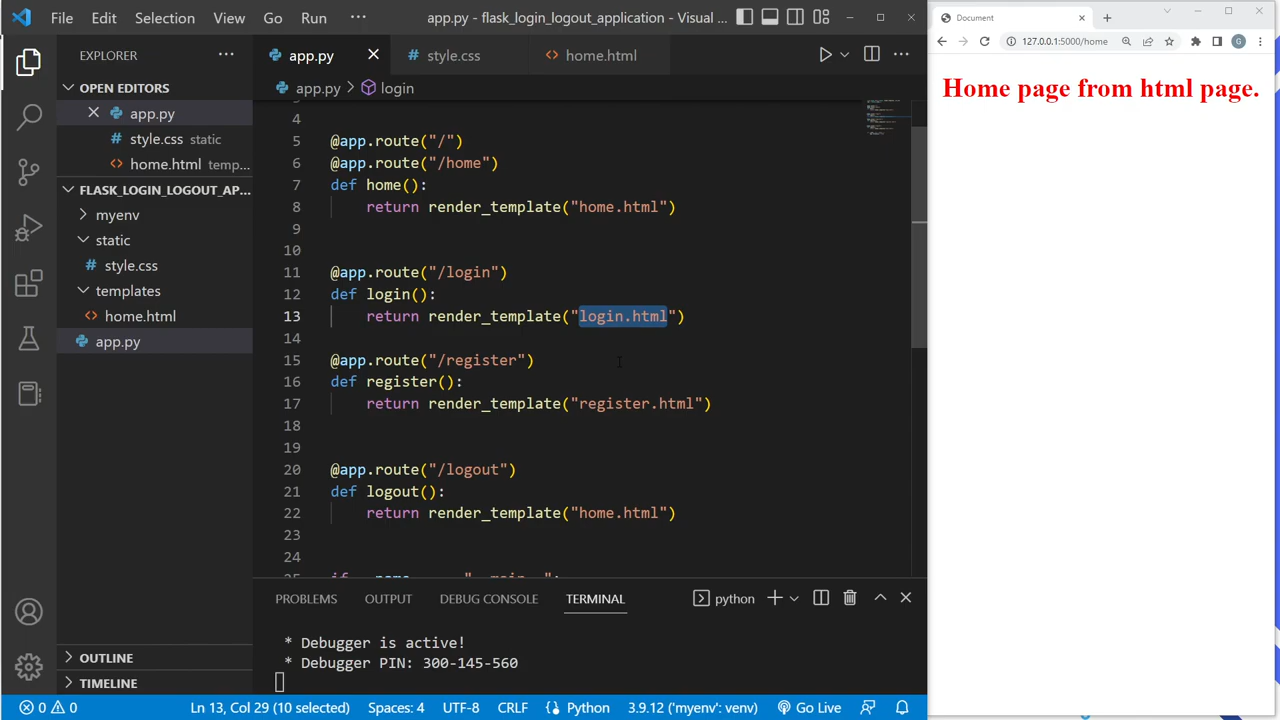 File Edit Selection View Go Run ··· app.py - flask_login_logout_application - Visual ...
EXPLORER ···
OPEN EDITORS
app.py
style.css static
home.html temp...
FLASK_LOGIN_LOGOUT_AP...
myenv
static
style.css
templates
home.html
app.py
OUTLINE
TIMELINE
app.py style.css home.html
app.py > login
4
5 @app.route("/")
6 @app.route("/home")
7 def home():
8 return render_template("home.html")
9
10
11 @app.route("/login")
12 def login():
13 return render_template("login.html")
14
15 @app.route("/register")
16 def register():
17 return render_template("register.html")
18
19
20 @app.route("/logout")
21 def logout():
22 return render_template("home.html")
23
24
PROBLEMS OUTPUT DEBUG CONSOLE TERMINAL python
* Debugger is active!
* Debugger PIN: 300-145-560
0 0 Ln 13, Col 29 (10 selected) Spaces: 4 UTF-8 CRLF Python 3.9.12 ('myenv': venv) Go Live
Document
127.0.0.1:5000/home G
Home page from html page.